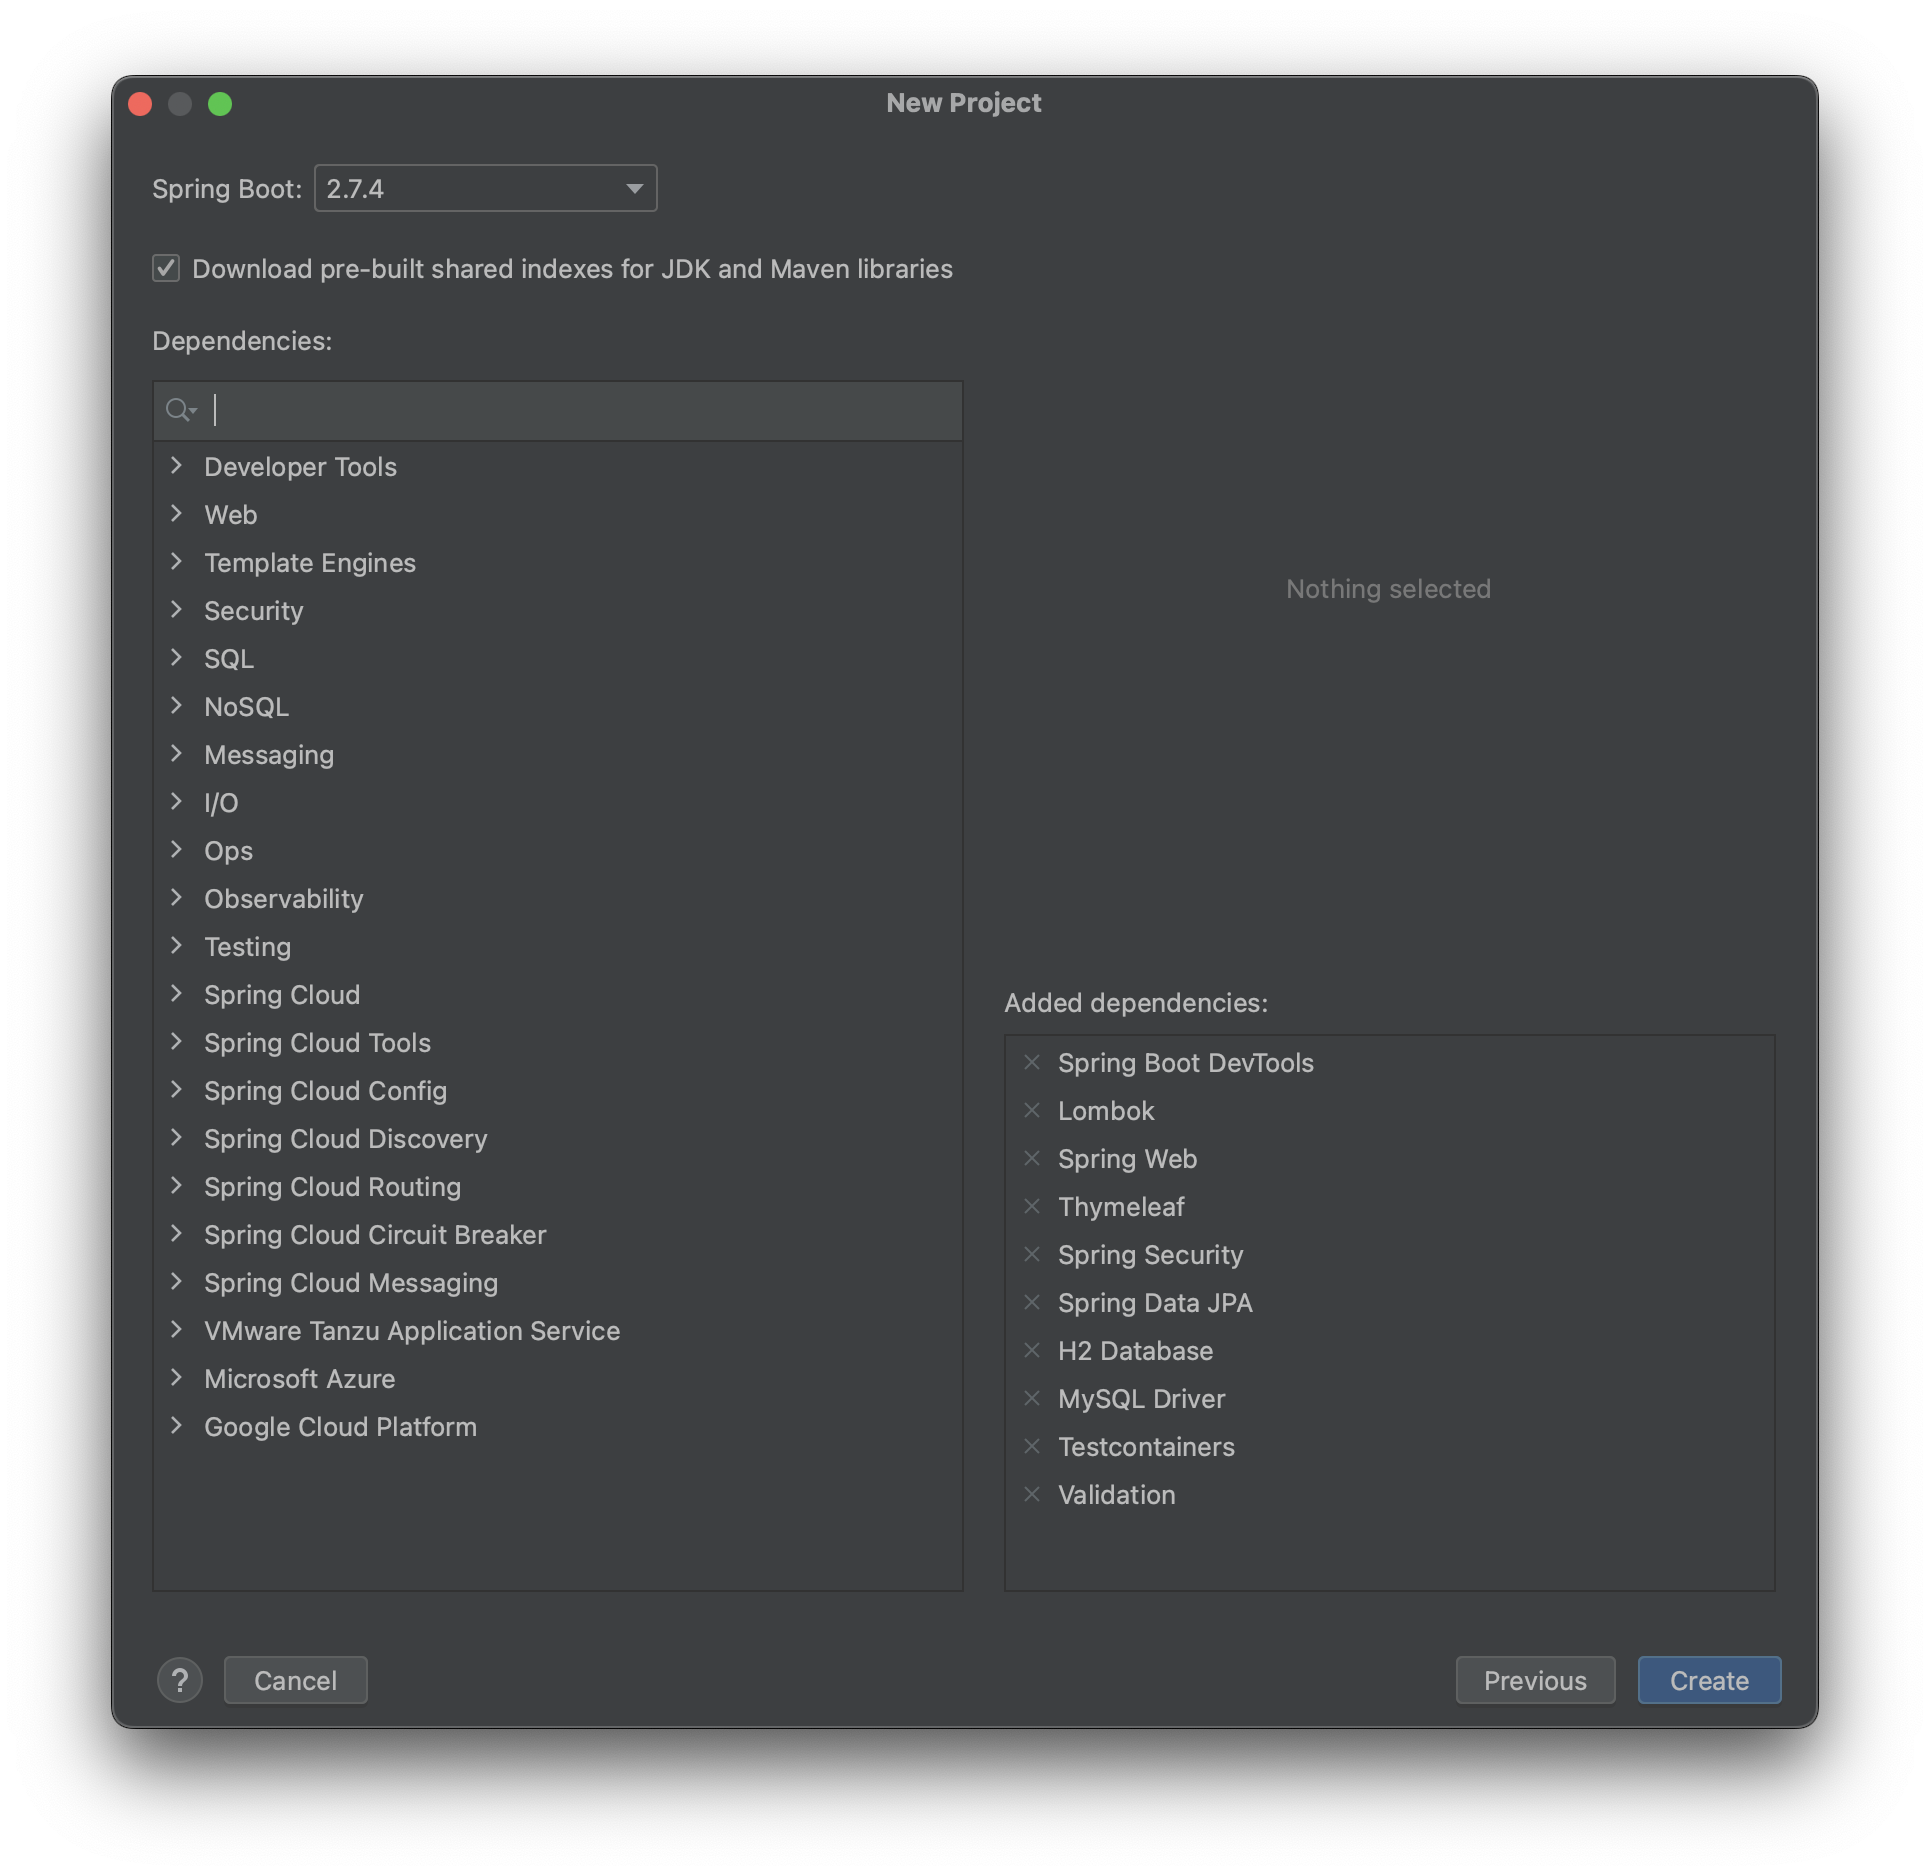 New Project
Spring Boot: 2.7.4
Download pre-built shared indexes for JDK and Maven libraries
Dependencies:
Developer Tools
Web
Template Engines
Security
SQL
NoSQL
Messaging
I/O
Ops
Observability
Testing
Spring Cloud
Spring Cloud Tools
Spring Cloud Config
Spring Cloud Discovery
Spring Cloud Routing
Spring Cloud Circuit Breaker
Spring Cloud Messaging
VMware Tanzu Application Service
Microsoft Azure
Google Cloud Platform
Nothing selected
Added dependencies:
Spring Boot DevTools
Lombok
Spring Web
Thymeleaf
Spring Security
Spring Data JPA
H2 Database
MySQL Driver
Testcontainers
Validation
? Cancel Previous Create